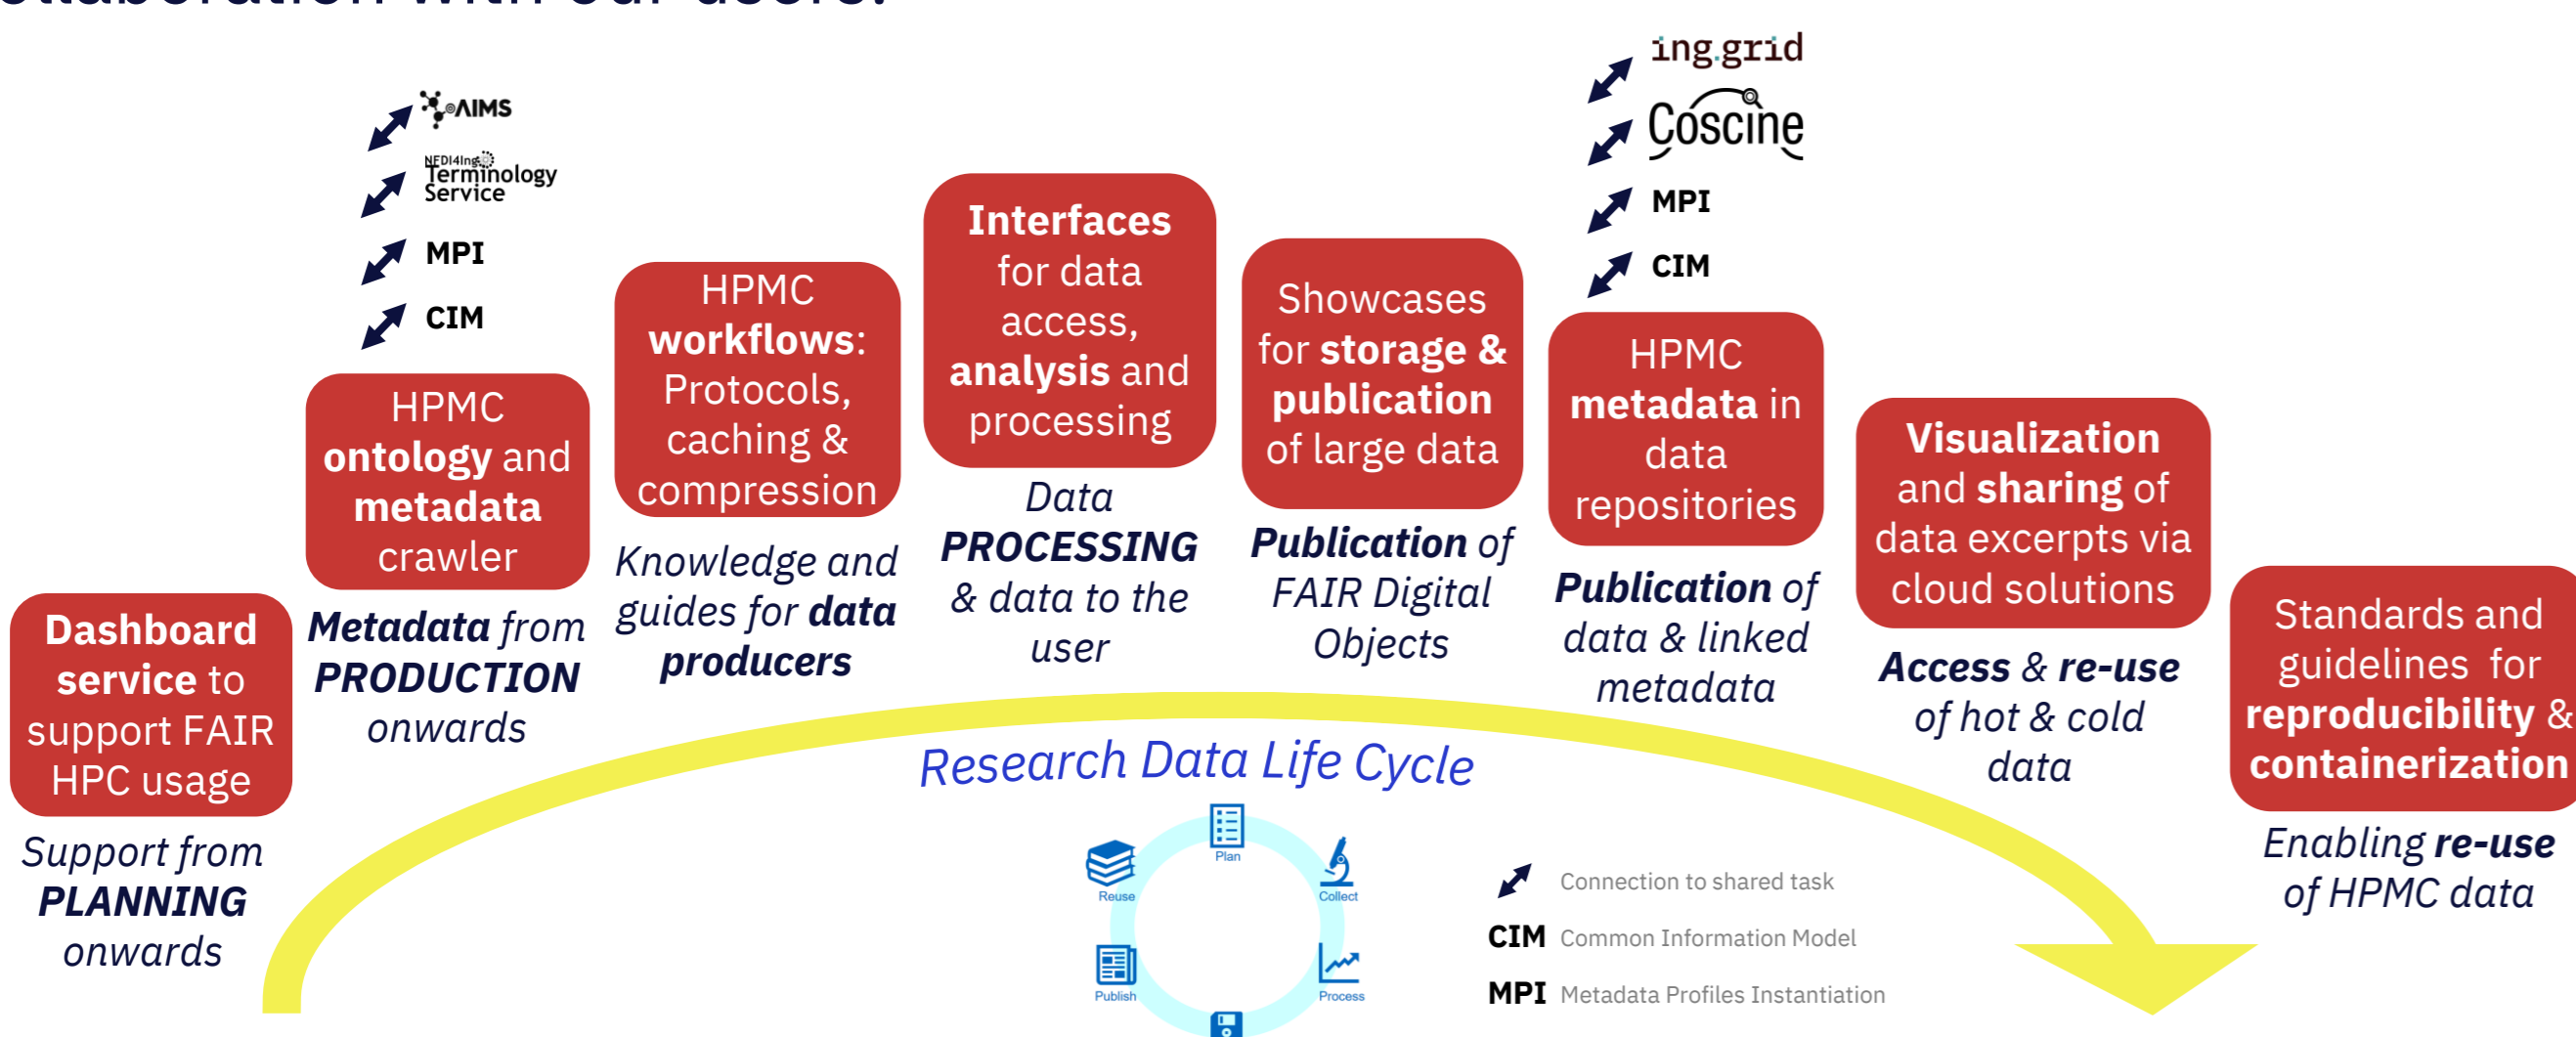 collaboration with our users.
ing.grid
Coscine
MPI
CIM
AIMS
NFDI4Ing
Terminology
Service
MPI
CIM
Dashboard
service to
support FAIR
HPC usage
Support from
PLANNING
onwards
HPMC
ontology and
metadata
crawler
Metadata from
PRODUCTION
onwards
HPMC
workflows:
Protocols,
caching &
compression
Knowledge and
guides for data
producers
Interfaces
for data
access,
analysis and
processing
Data
PROCESSING
& data to the
user
Showcases
for storage &
publication
of large data
Publication of
FAIR Digital
Objects
HPMC
metadata in
data
repositories
Publication of
data & linked
metadata
Visualization
and sharing of
data excerpts via
cloud solutions
Access & re-use
of hot & cold
data
Standards and
guidelines for
reproducibility &
containerization
Enabling re-use
of HPMC data
Research Data Life Cycle
Plan
Collect
Process
Publish
Reuse
Connection to shared task
CIM Common Information Model
MPI Metadata Profiles Instantiation